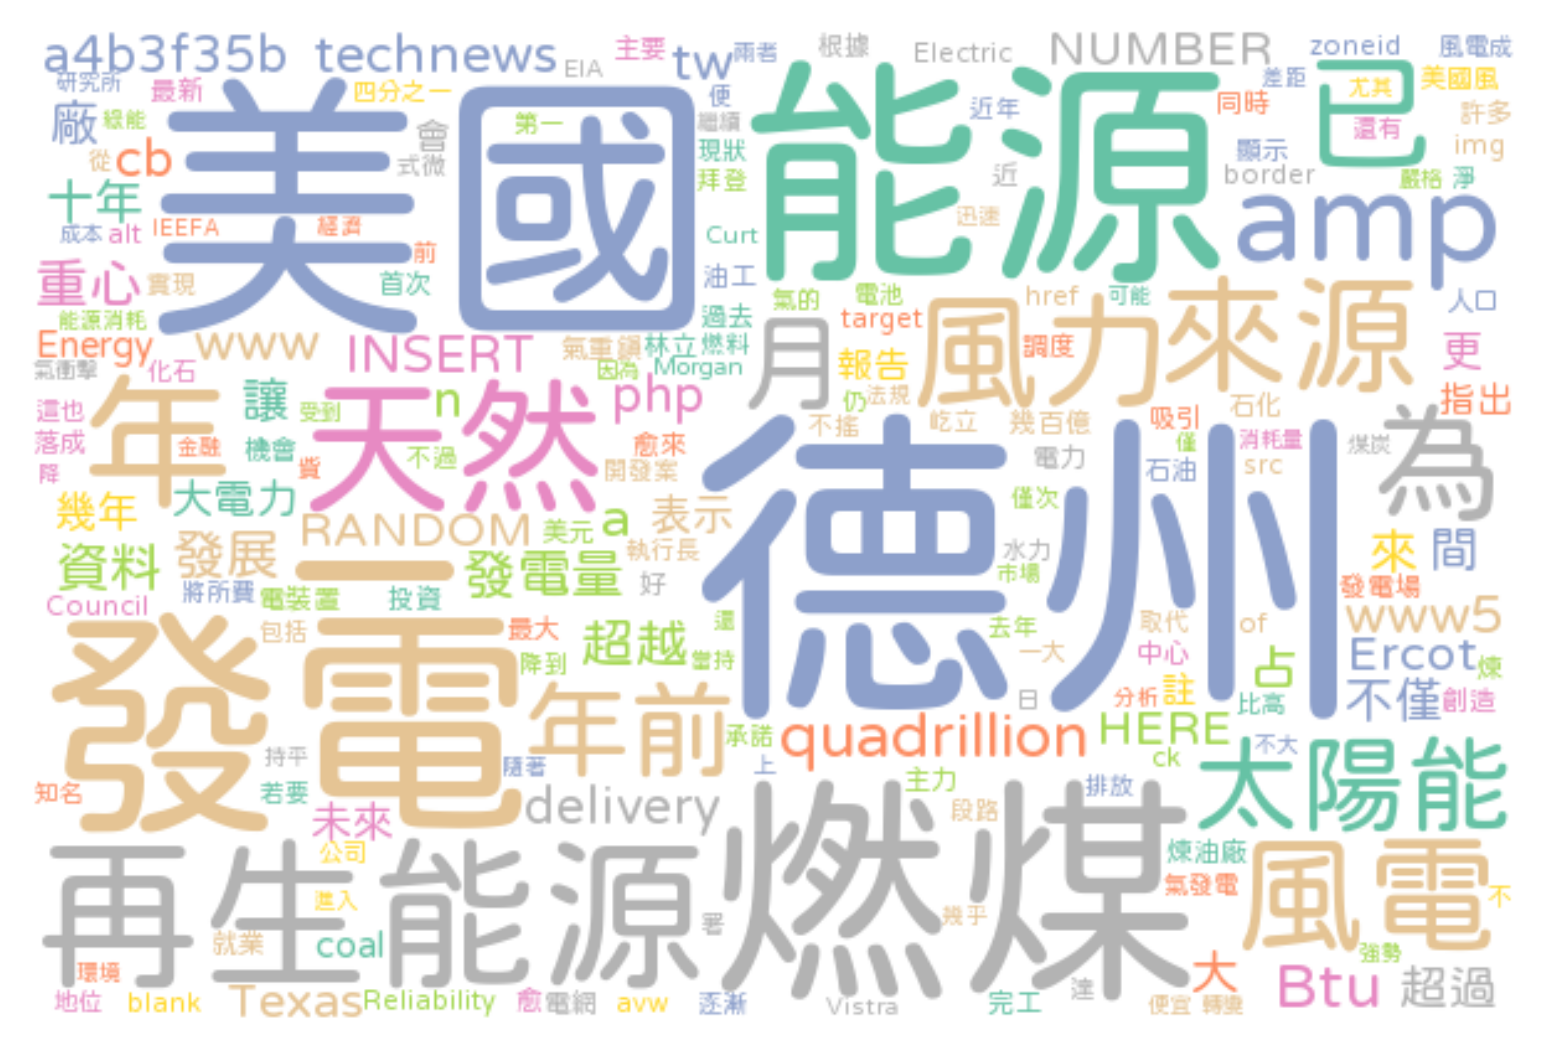 a4b3f35b technews EIA 主要 tw 兩者 根據 Electric NUMBER zoneid 風電成
研究所 最新 四分之一 便 近年 差距 尤其 美國風
廠 綠能 會 第一 繼續 同時 還有 許多
美國 能源 已
從 cb 式微 現狀 顯示 img
十年 拜登 近 border 嚴格 淨
成本 alt IEEFA 經濟 前 Curt 迅速 amp
重心 實現 首次 油工 氣的 電池 href 可能 人口
能源消耗 過去 target 風力 來源
Energy www INSERT 氣重鎮 林立 燃料 月 報告 調度 更
氣衝擊 化石 因為 Morgan 仍 法規 指出
年 讓 天然 n php
這也 受到 不搖 屹立 幾百億 吸引 石化
落成 金融 機會 不過 愈來 電力 僅 消耗量 煤炭 為
降 貲 開發案 石油 src
幾年 大電力 德州 僅次
RANDOM 美元 a 表示
資料 發展 一 發電量 執行長 水力 來 間
將所費 電裝置 投資 好 市場 發電場
Council 包括 最大 超越 還 去年 取代 of www5
發電 降到 當持 一大 中心 占 Ercot 煉
年前 日 分析 註 比高 不僅 創造
持平 隨著 承諾 上 quadrillion HERE 不大
知名 若要 主力 ck 太陽能
未來 delivery 段路 排放
再生能源 公司 燃煤 煉油廠 風電
進入 氣發電 不
就業 coal 署 幾乎 強勢
環境 大 Btu 超過
地位 blank Texas Reliability 愈 電網 avw 逐漸 Vistra 完工 達 便宜 轉變